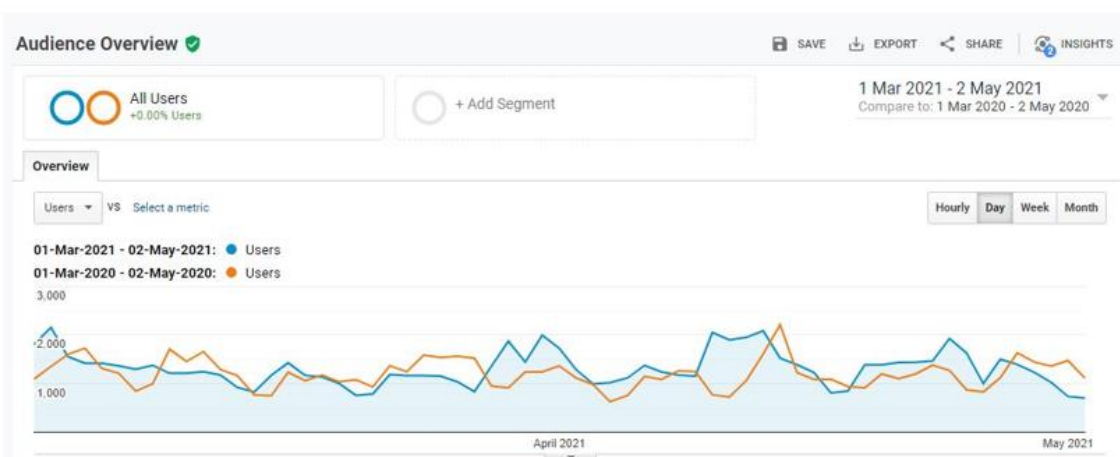 Audience Overview
SAVE EXPORT SHARE INSIGHTS
2
All Users
+0.00% Users
+ Add Segment
1 Mar 2021 - 2 May 2021
Compare to: 1 Mar 2020 - 2 May 2020
Overview
Users VS Select a metric
Hourly Day Week Month
01-Mar-2021 - 02-May-2021: Users
01-Mar-2020 - 02-May-2020: Users
3,000
2,000
1,000
April 2021 May 2021